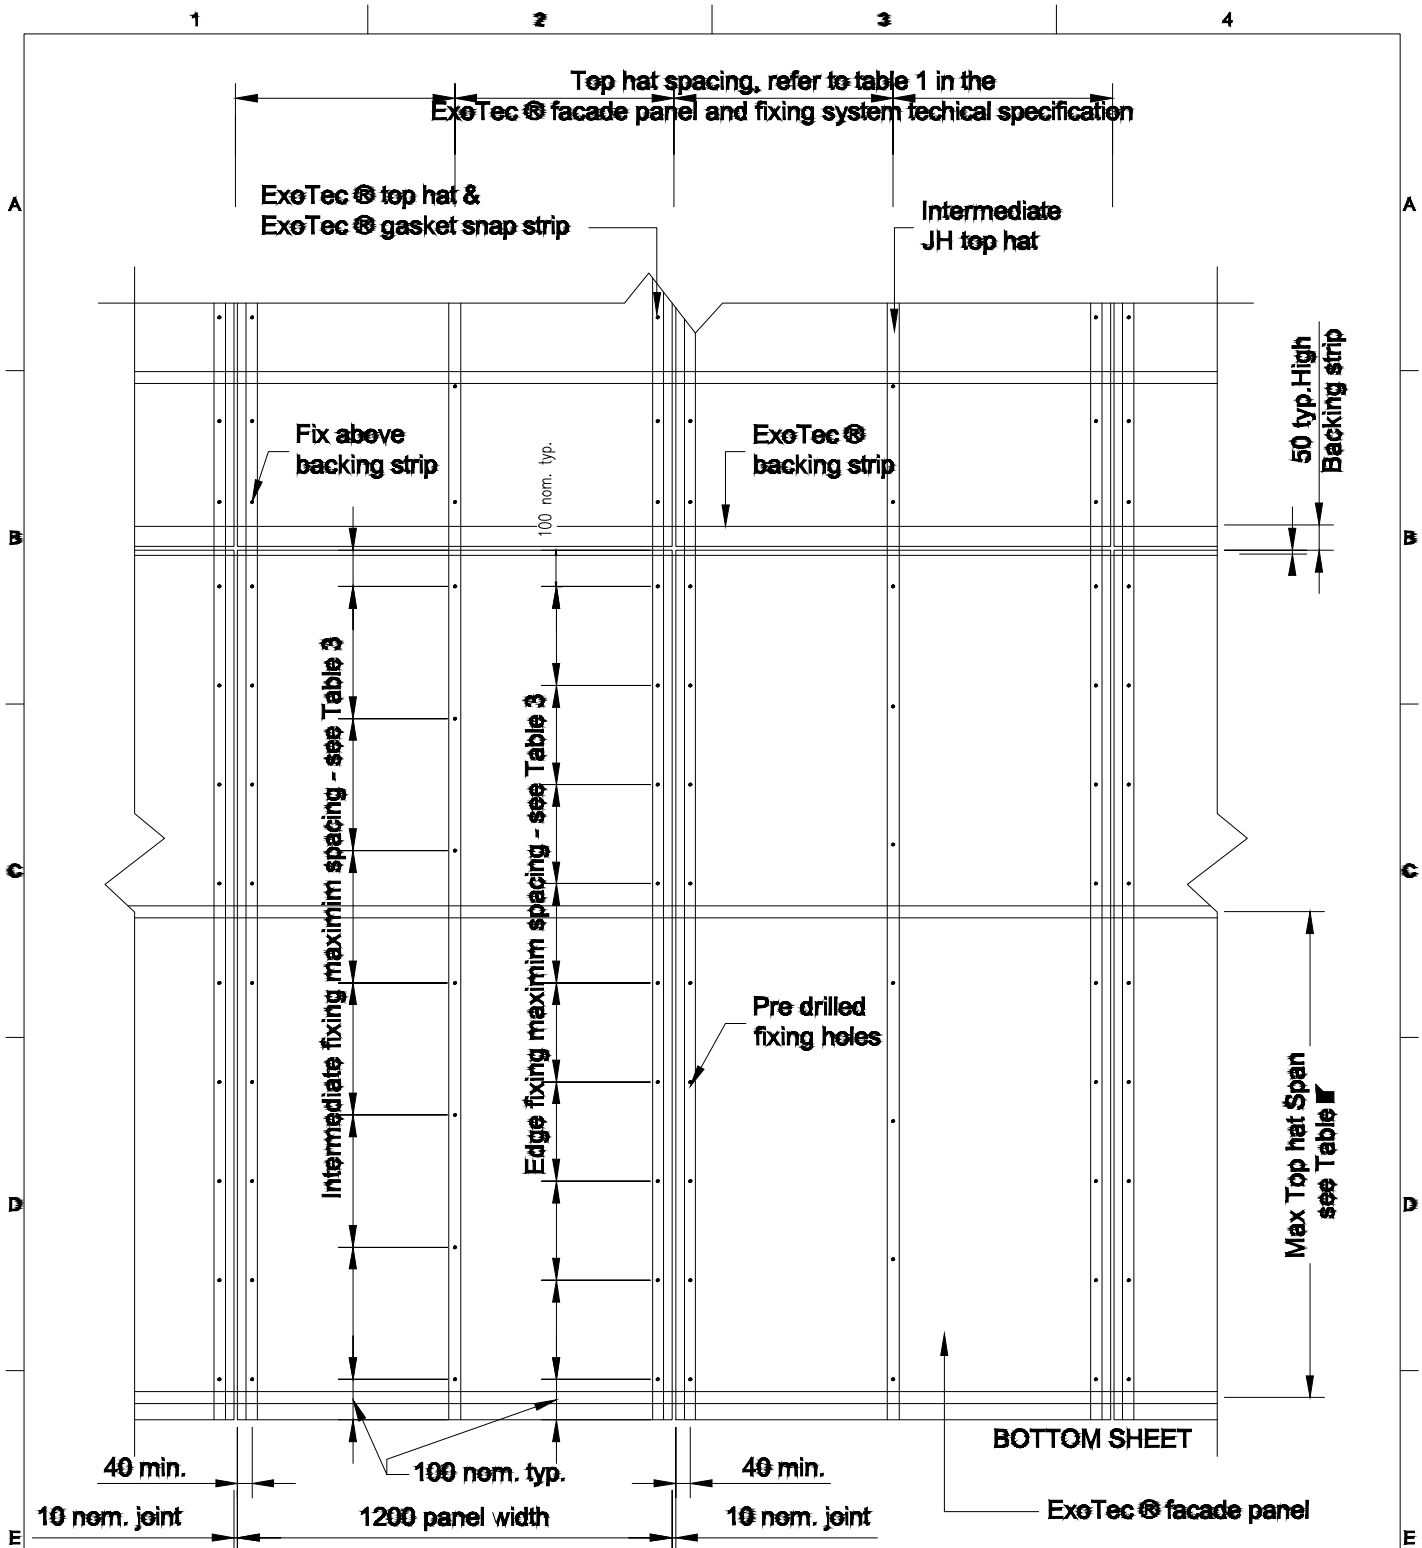 1 2 3 4
Top hat spacing, refer to table 1 in the
ExoTec ® facade panel and fixing system techical specification
A A
ExoTec ® top hat &
ExoTec ® gasket snap strip
Intermediate
JH top hat
50 typ.High
Backing strip
Fix above
backing strip
100 nom. typ.
ExoTec ®
backing strip
B B
Intermediate fixing maximim spacing - see Table 3
Edge fixing maximim spacing - see Table 3
C C
Pre drilled
fixing holes
Max Top hat Span
see Table
D D
BOTTOM SHEET
40 min.
100 nom. typ.
40 min.
10 nom. joint
1200 panel width
10 nom. joint
ExoTec ® facade panel
E E